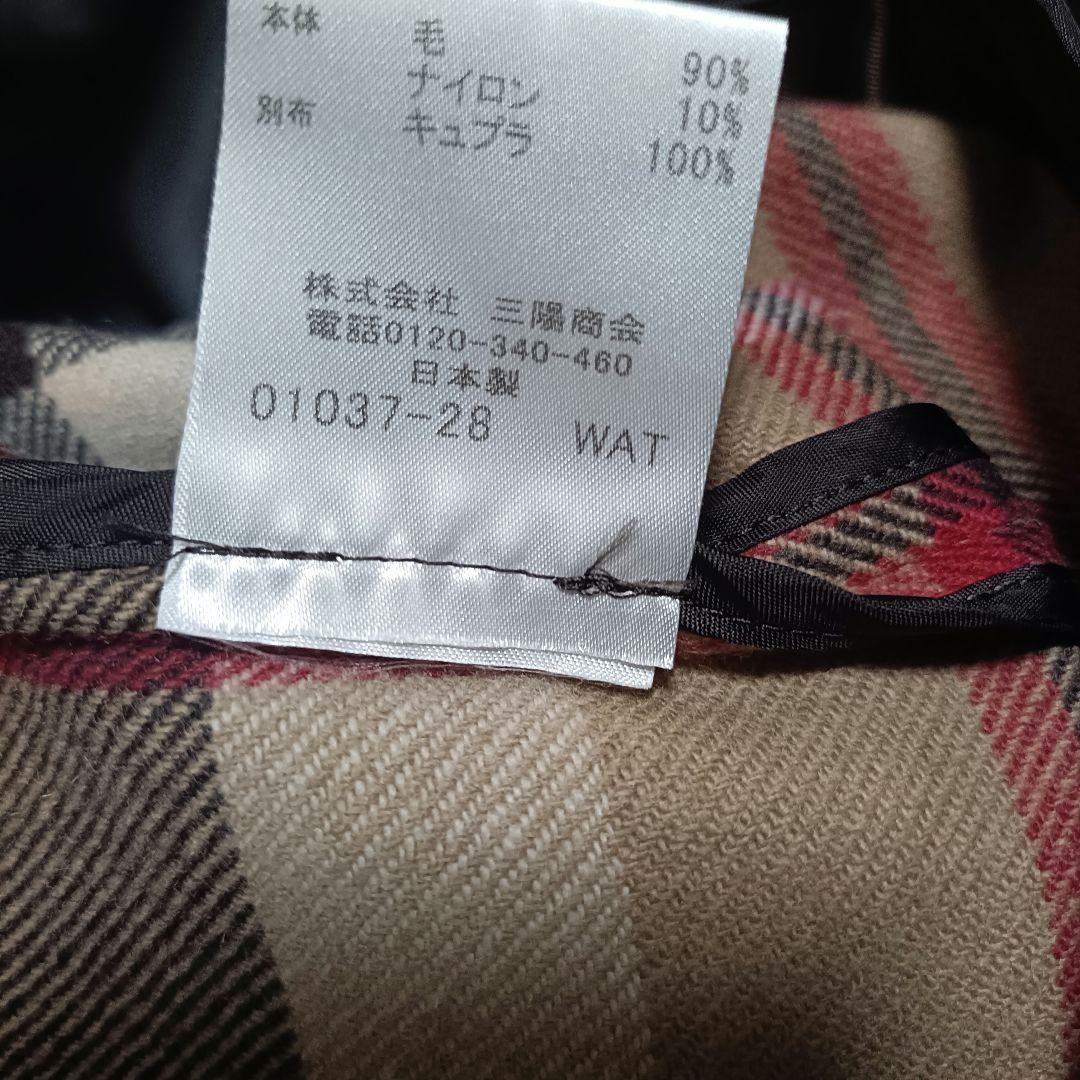 本体 毛 90%
ナイロン 10%
別布 キュプラ 100%
株式会社 三陽商会
電話0120-340-460
日本製
01037-28 WAT